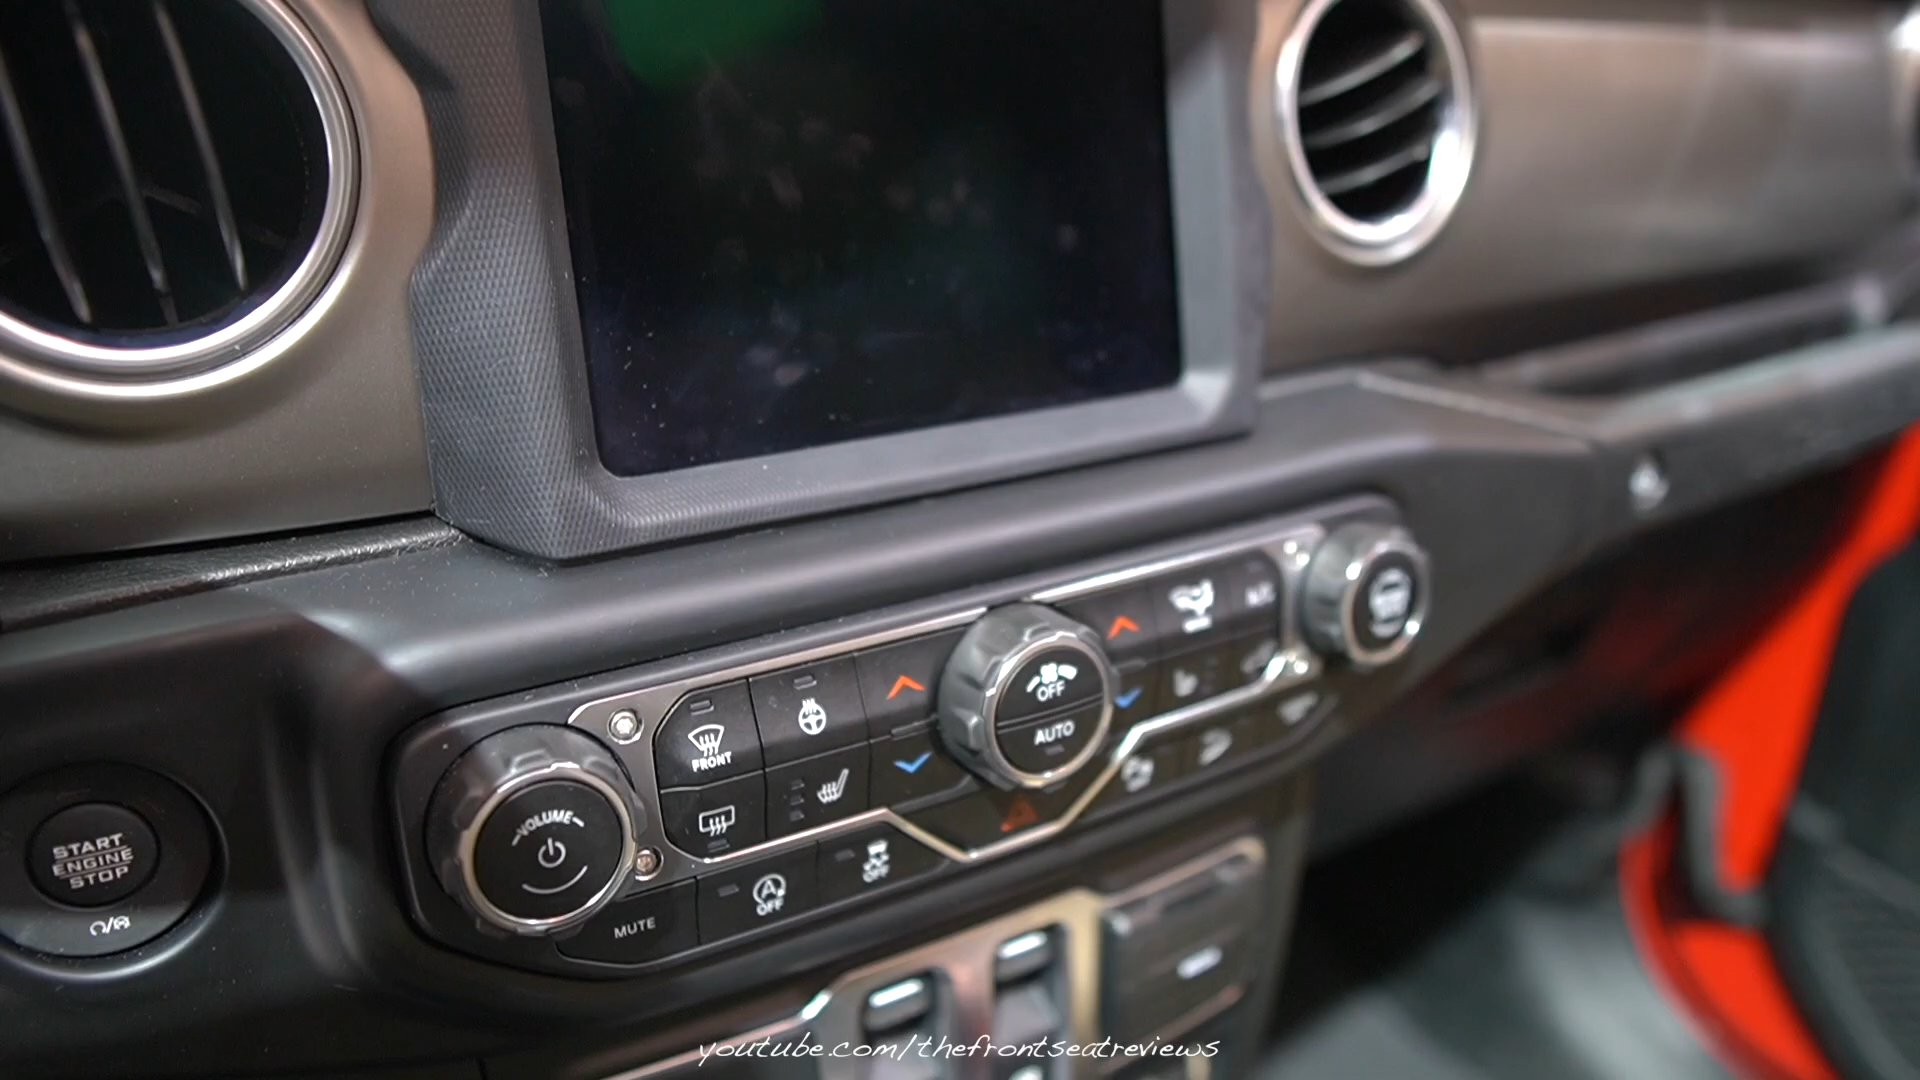 START
ENGINE
STOP
VOLUME
FRONT
OFF
AUTO
MUTE
A
OFF
OFF
youtube.com/thefrontseatreviews